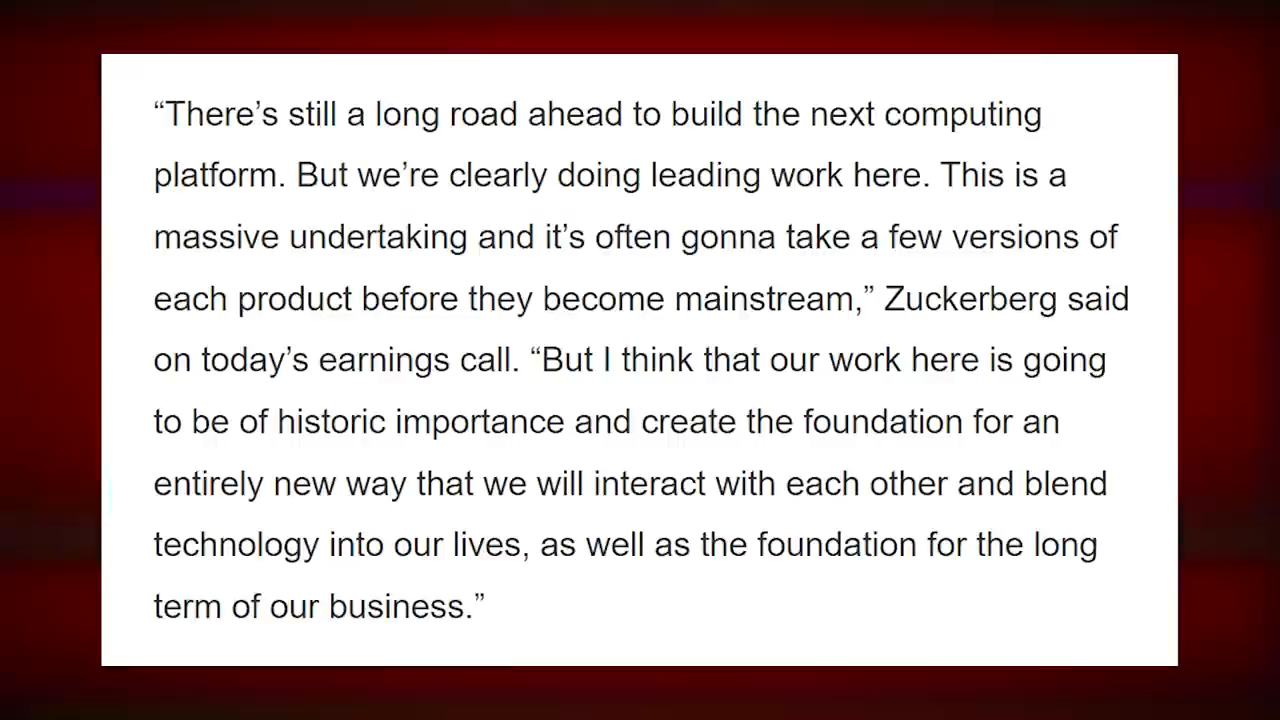 “There’s still a long road ahead to build the next computing
platform. But we’re clearly doing leading work here. This is a
massive undertaking and it’s often gonna take a few versions of
each product before they become mainstream,” Zuckerberg said
on today’s earnings call. “But I think that our work here is going
to be of historic importance and create the foundation for an
entirely new way that we will interact with each other and blend
technology into our lives, as well as the foundation for the long
term of our business.”